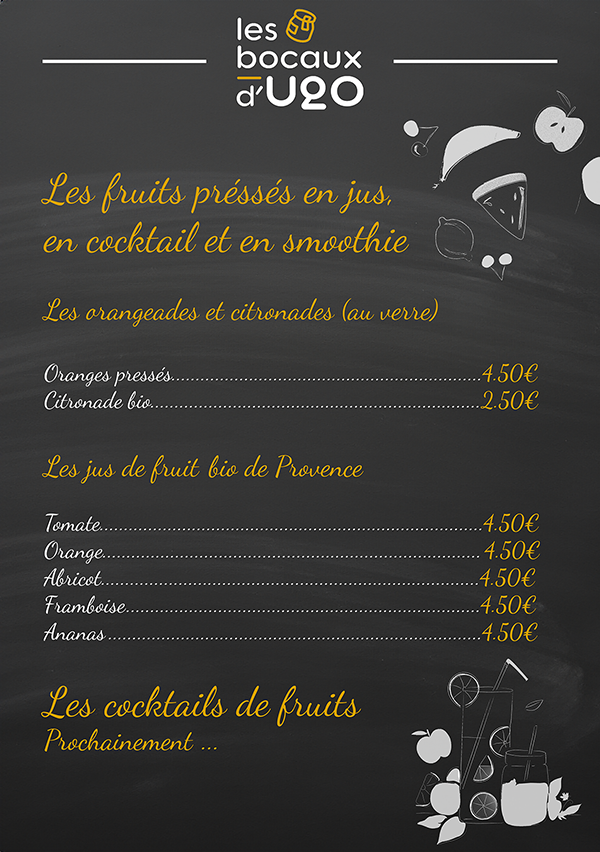 les
bocaux
d'Ugo
Les fruits préssés en jus,
en cocktail et en smoothie
Les orangeades et citronades (au verre)
Oranges pressés.......................................................................4.50€
Citronade bio.......................................................................2.50€
Les jus de fruit bio de Provence
Tomate.......................................................................4.50€
Orange.......................................................................4.50€
Abricot.......................................................................4.50€
Framboise.......................................................................4.50€
Ananas.......................................................................4.50€
Les cocktails de fruits
Prochainement ...